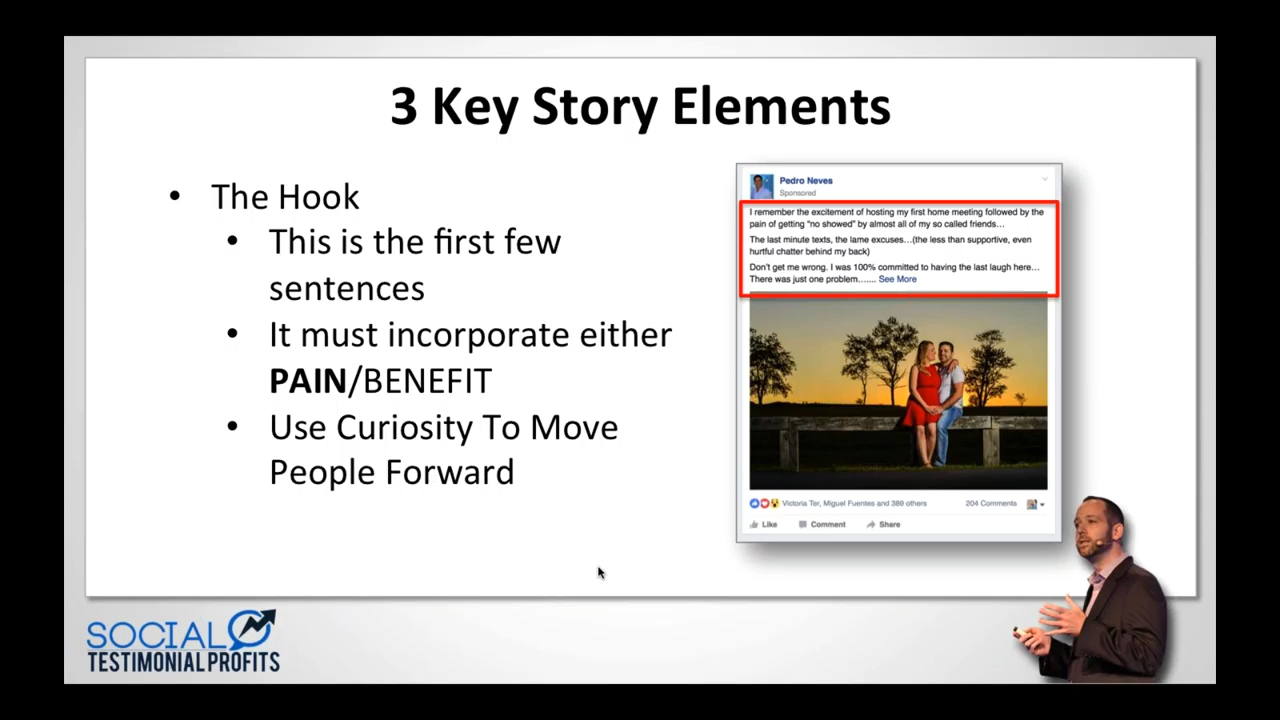 3 Key Story Elements
• The Hook
• This is the first few
sentences
• It must incorporate either
PAIN/BENEFIT
• Use Curiosity To Move
People Forward
Pedro Neves
Sponsored
I remember the excitement of hosting my first home meeting followed by the
pain of getting “no showed” by almost all of my so called friends…
The last minute texts, the lame excuses…(the less than supportive, even
hurtful chatter behind my back)
Don't get me wrong. I was 100% committed to having the last laugh here…
There was just one problem……. See More
Victoria Ter, Miguel Fuentes and 389 others
204 Comments
Like Comment Share
SOCIAL
TESTIMONIAL PROFITS